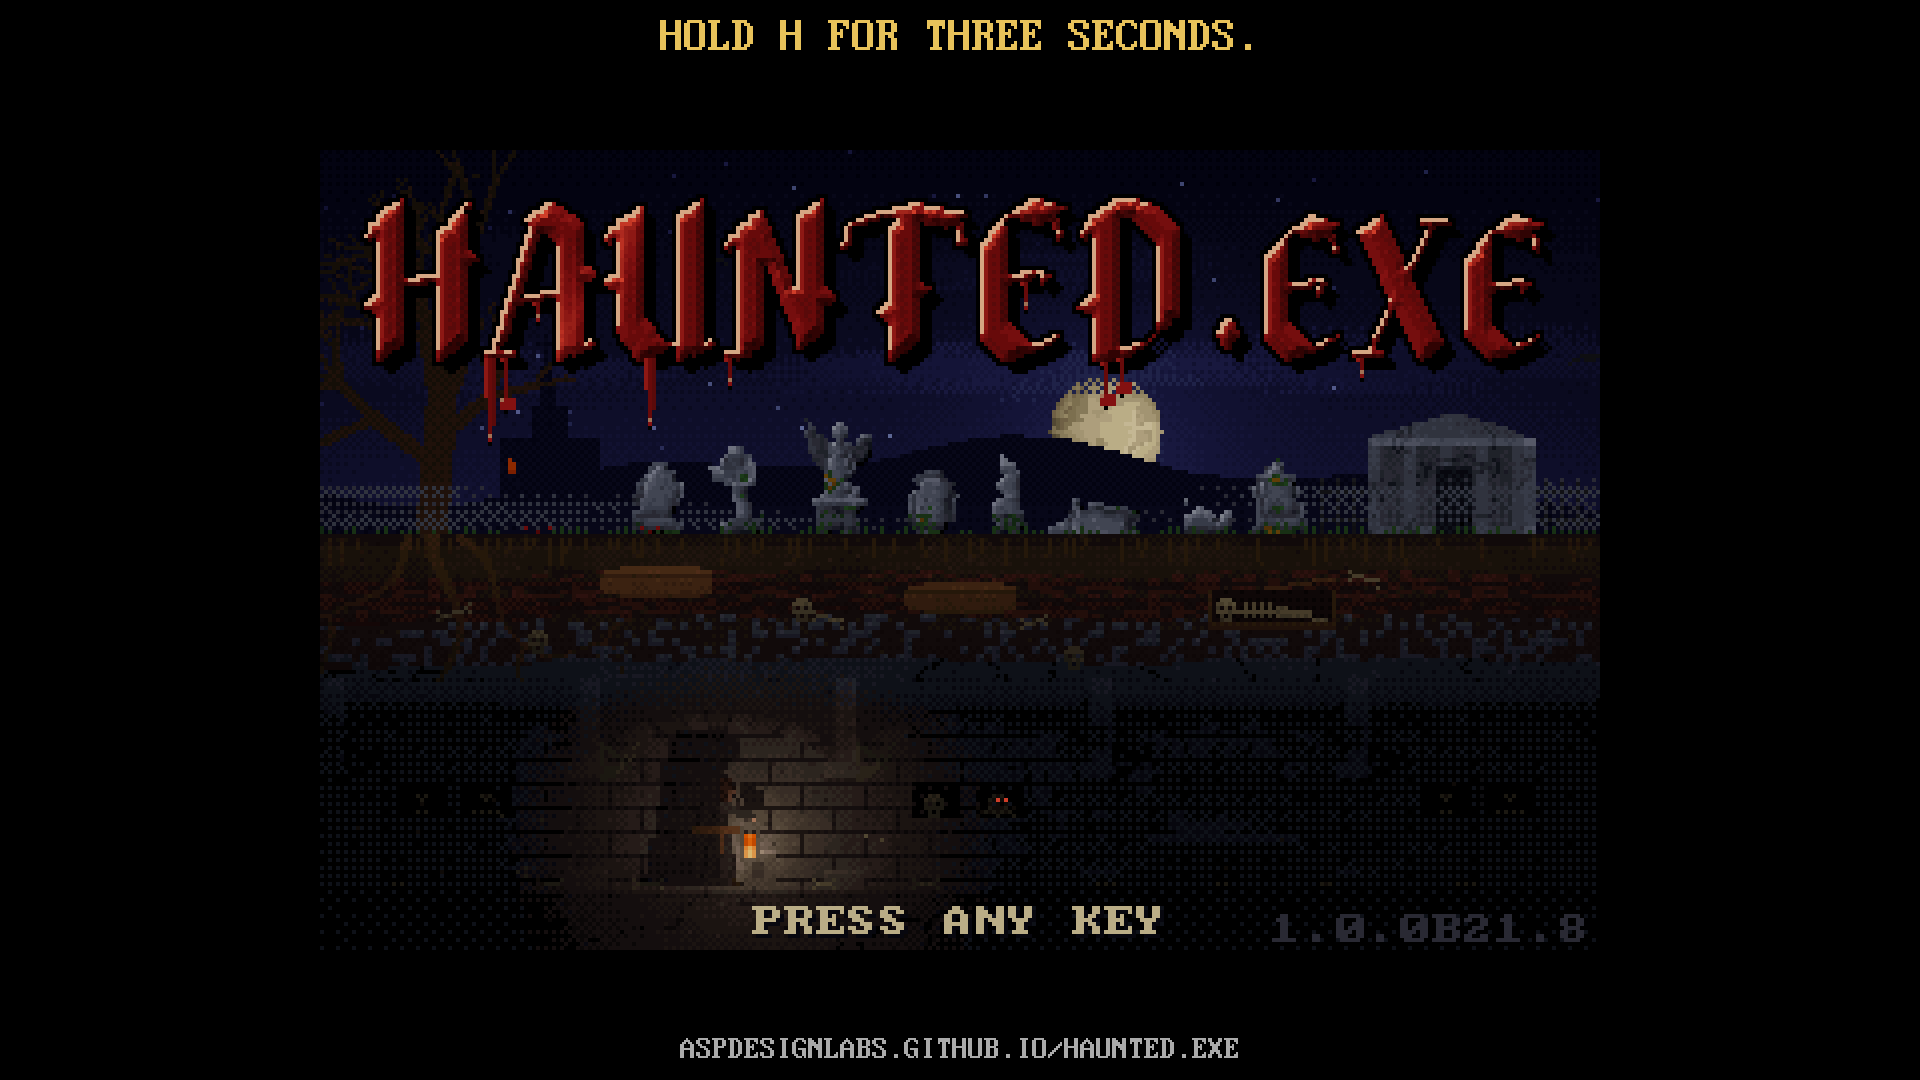 HOLD H FOR THREE SECONDS.
HAUNTED.EXE
PRESS ANY KEY
1.0.0B21.8
ASPDESIGNLABS.GITHUB.IO/HAUNTED.EXE